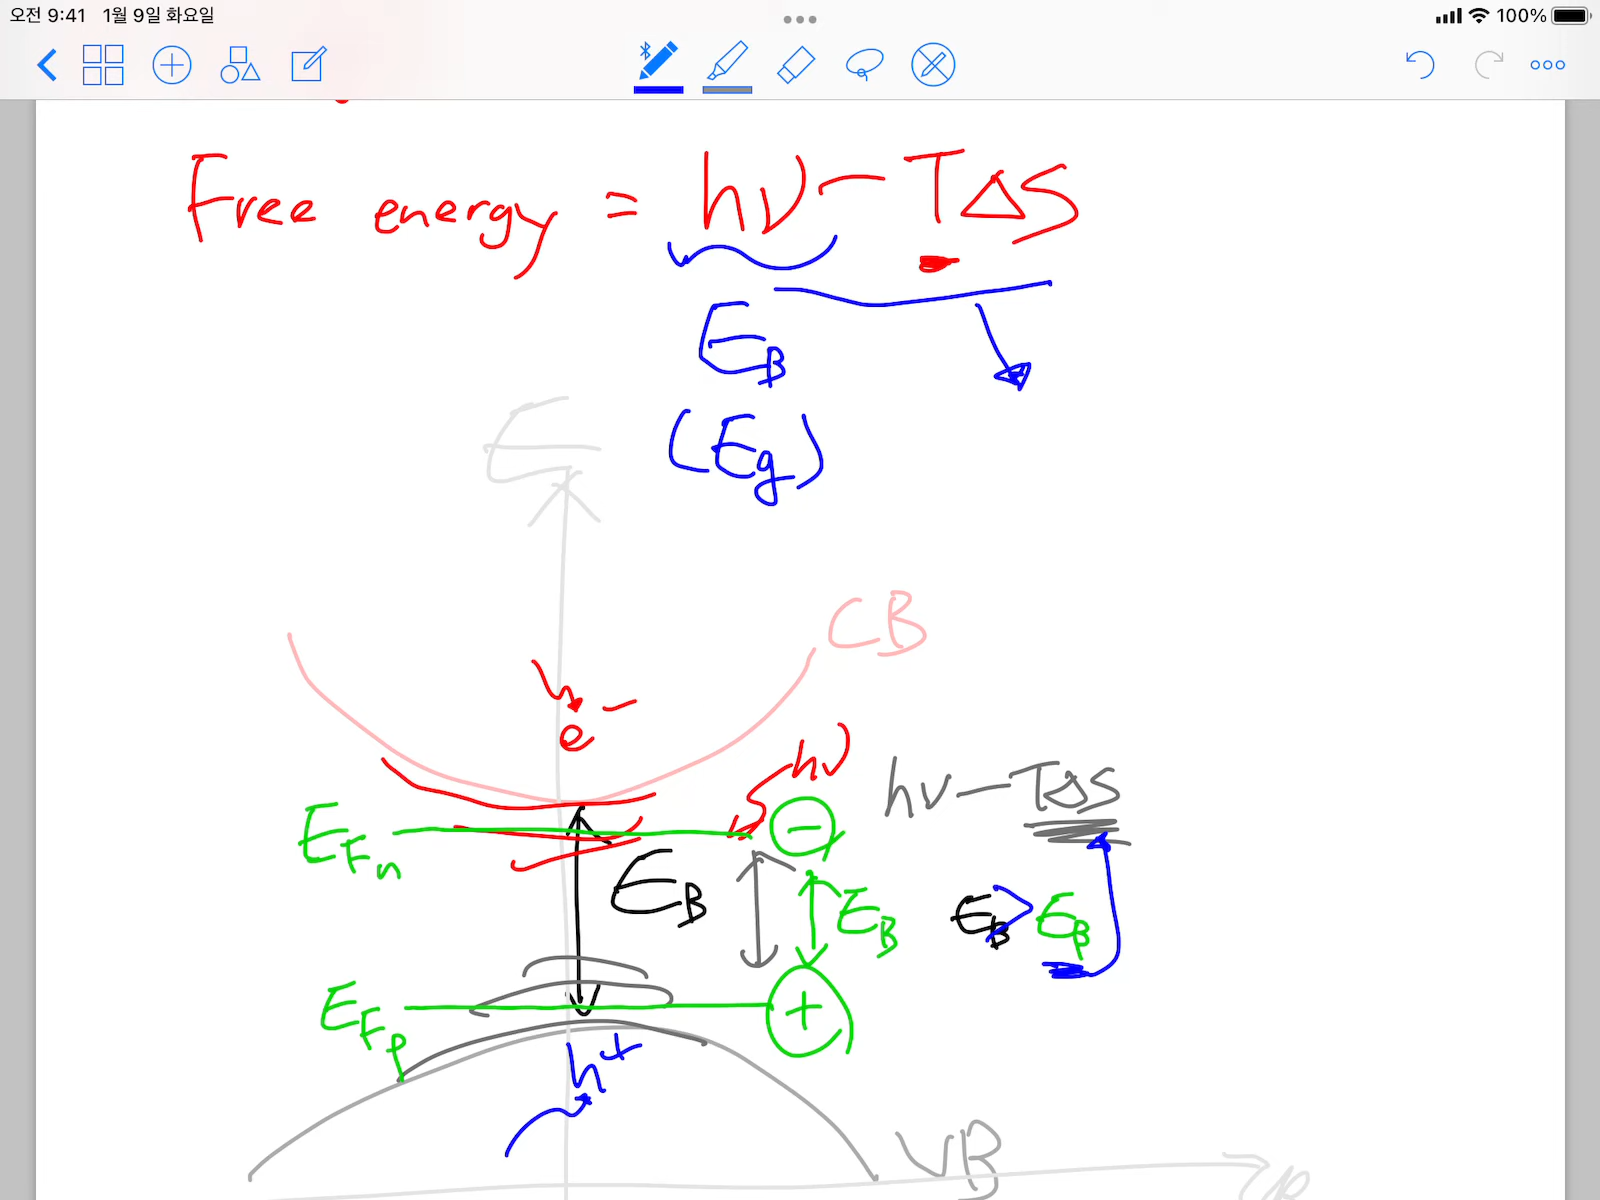 오전 9:41 1월 9일 화요일
100%
Free energy = hν - TΔS
E_B
(E_g)
E
CB
e⁻
hν
hν - TΔS
E_Fn
E_B
E_B
E_B > E_B
E_Fp
+
h⁺
VB